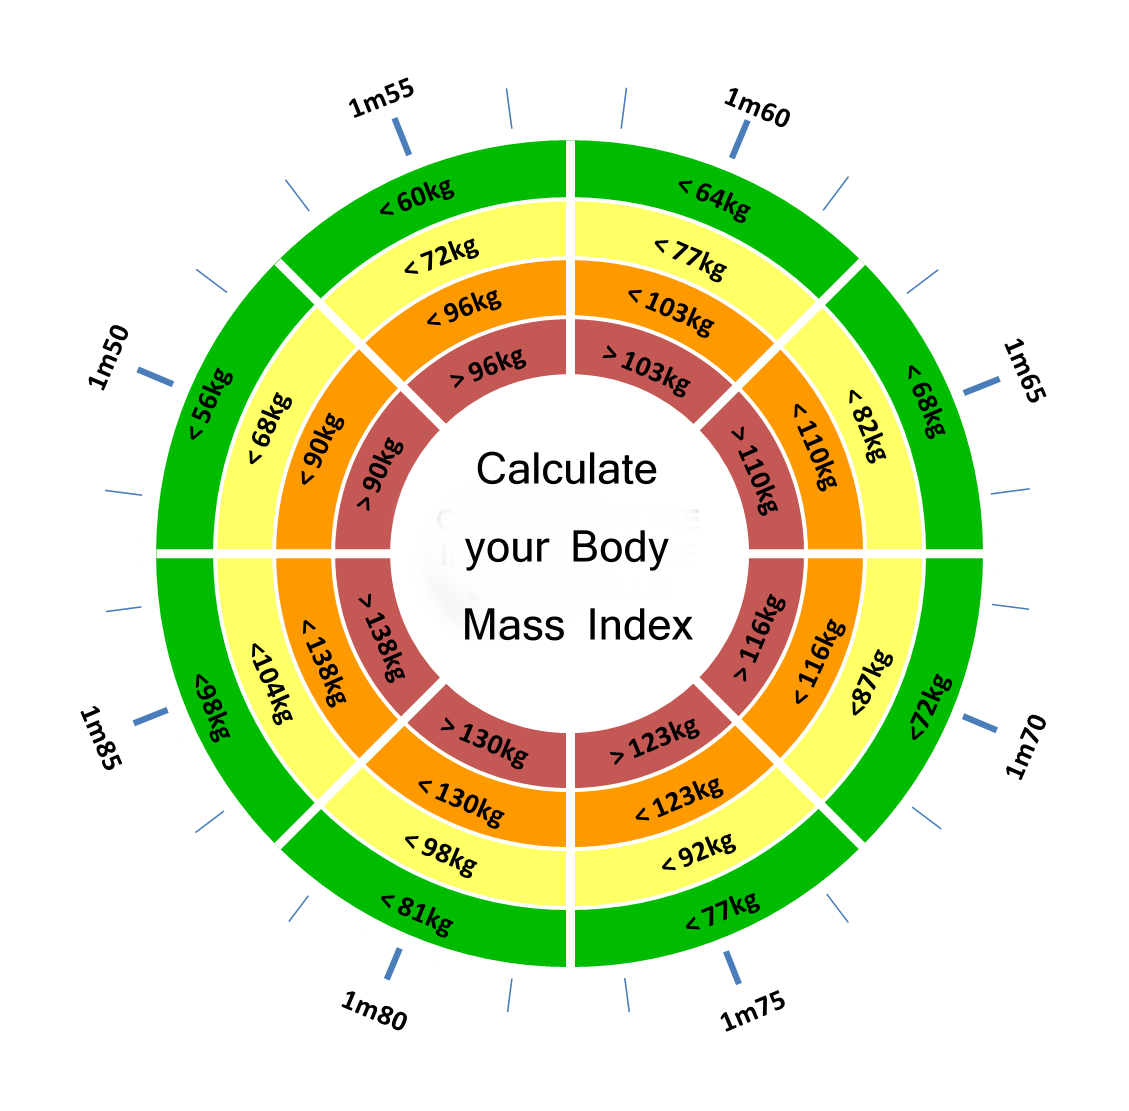 1m55
1m60
1m50
1m65
1m85
1m70
1m80
1m75
< 60kg
< 64kg
< 56kg
< 68kg
<98kg
<72kg
< 81kg
< 77kg
< 72kg
< 77kg
< 68kg
< 82kg
<104kg
<87kg
< 98kg
< 92kg
< 96kg
< 103kg
< 90kg
< 110kg
< 138kg
< 116kg
< 130kg
< 123kg
> 96kg
> 103kg
> 90kg
> 110kg
> 138kg
> 116kg
> 130kg
> 123kg
Calculate
your Body
Mass Index